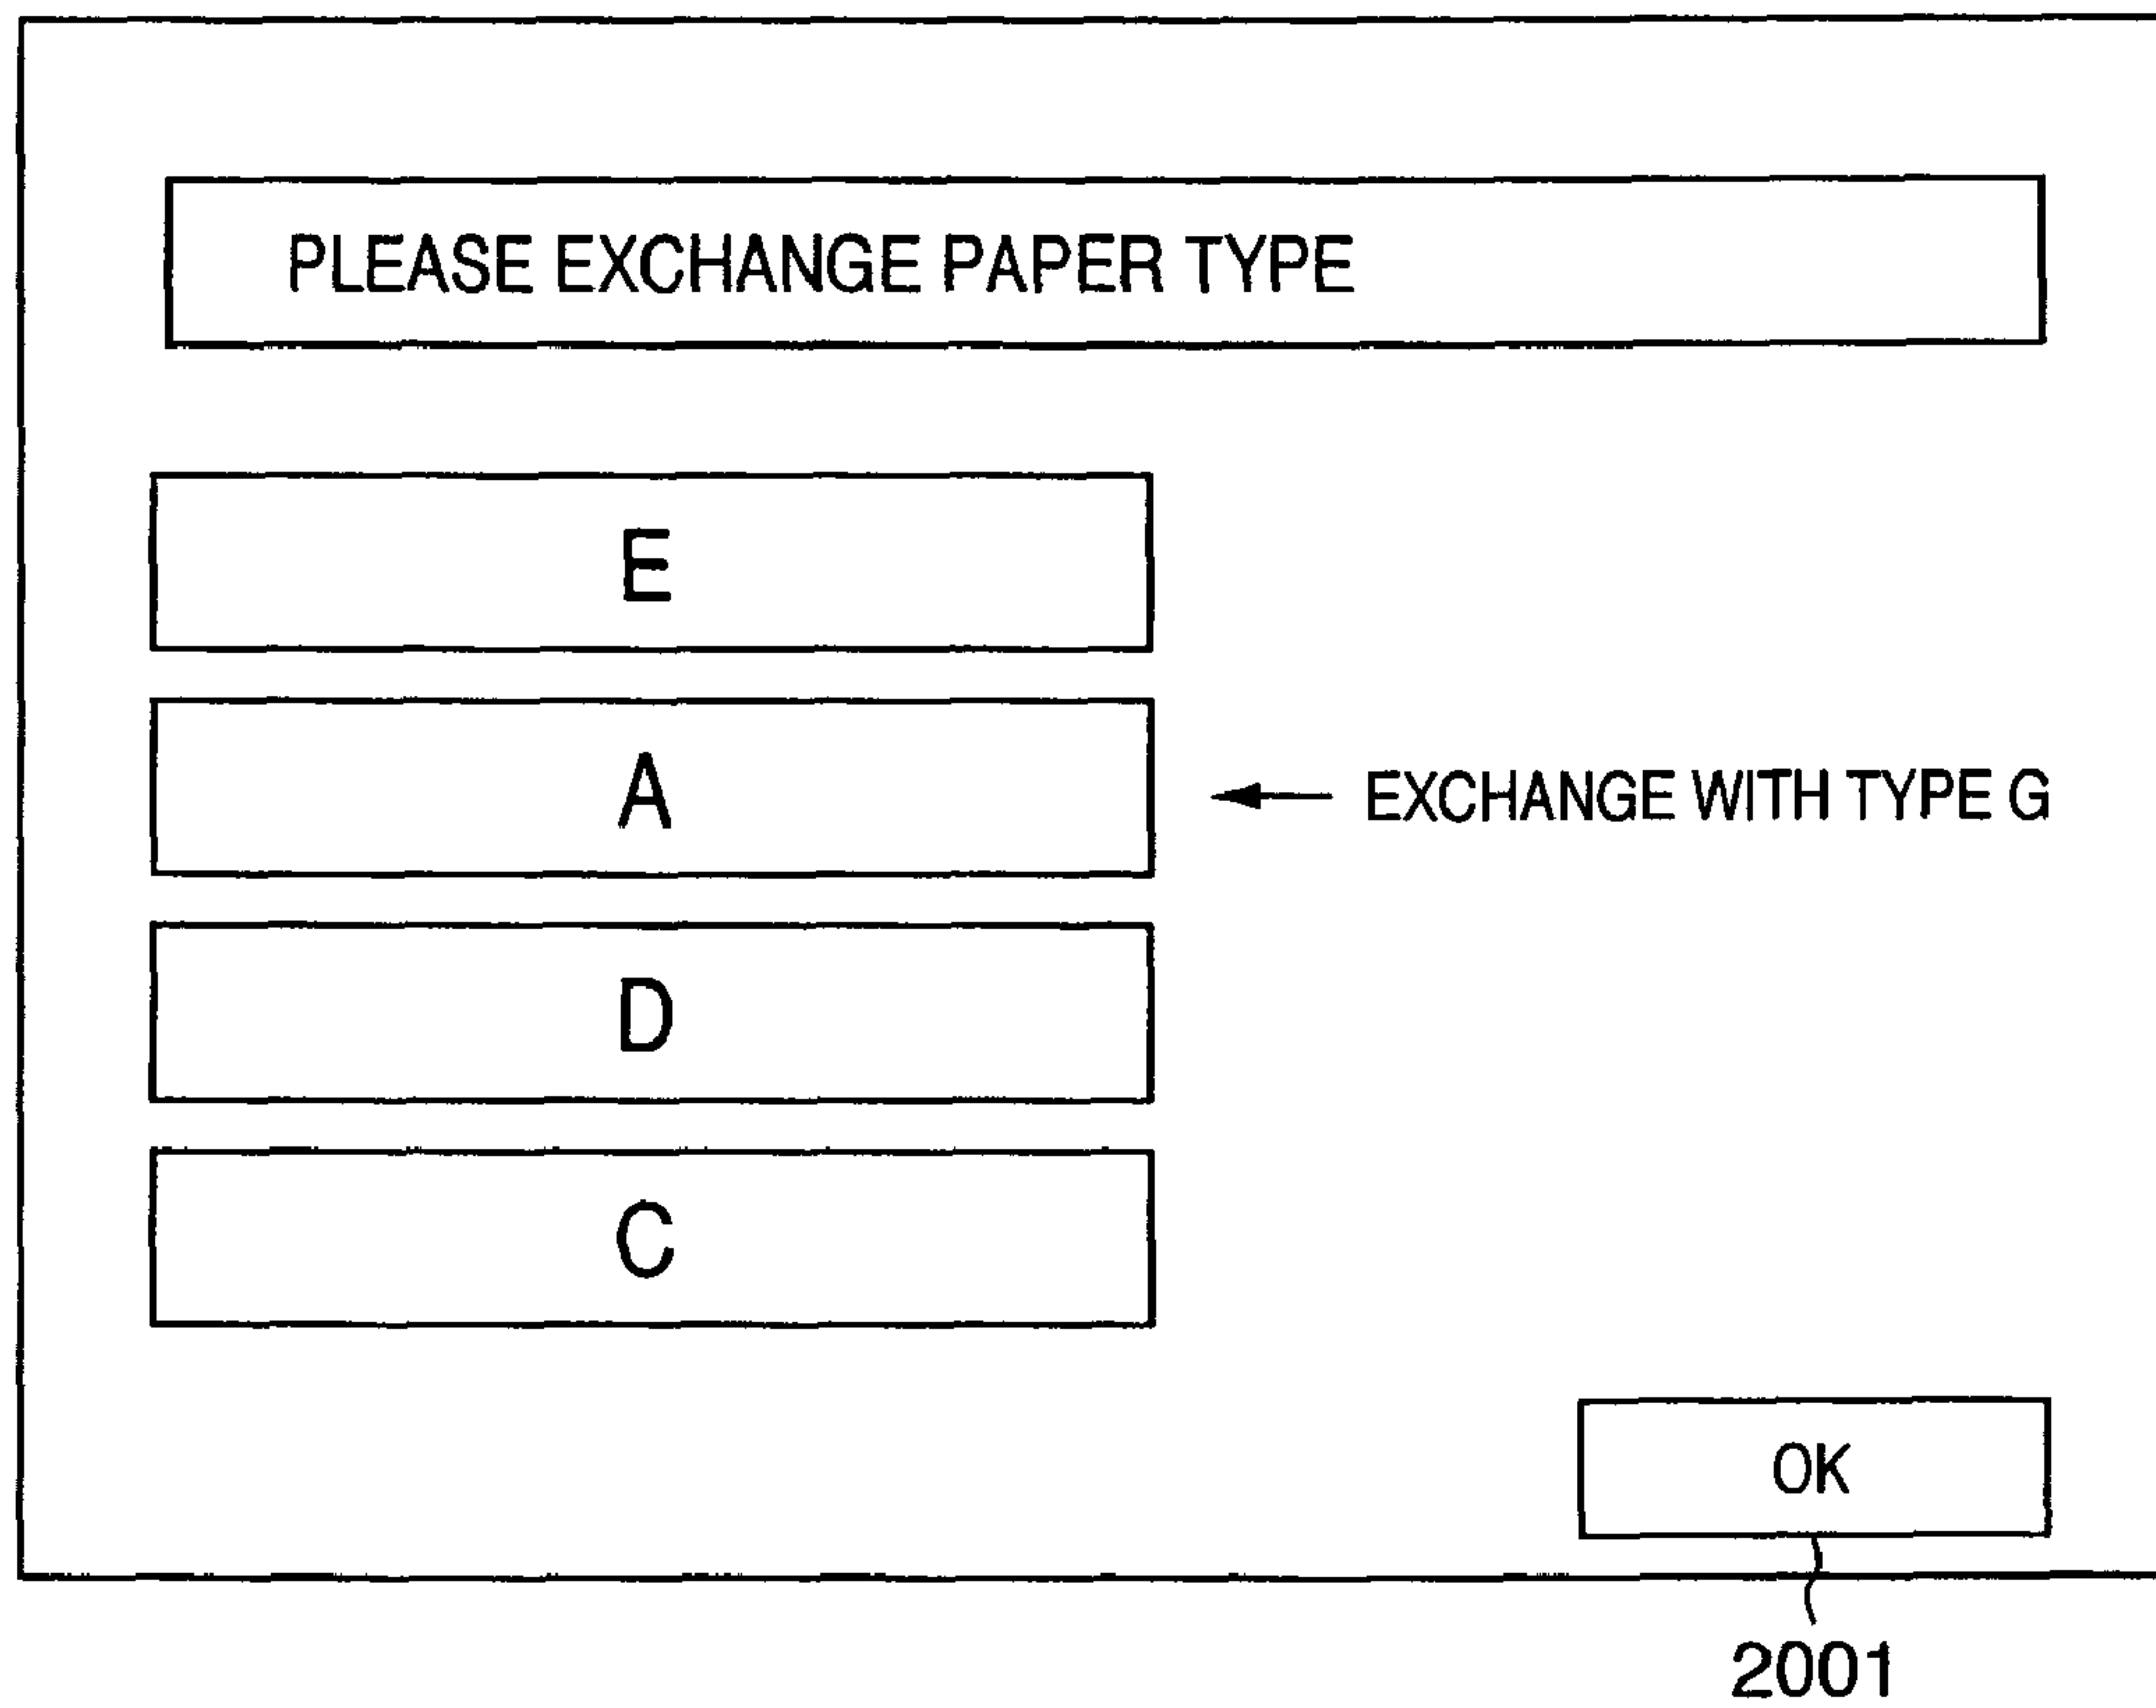 PLEASE EXCHANGE PAPER TYPE
E
A
EXCHANGE WITH TYPE G
D
C
OK
2001